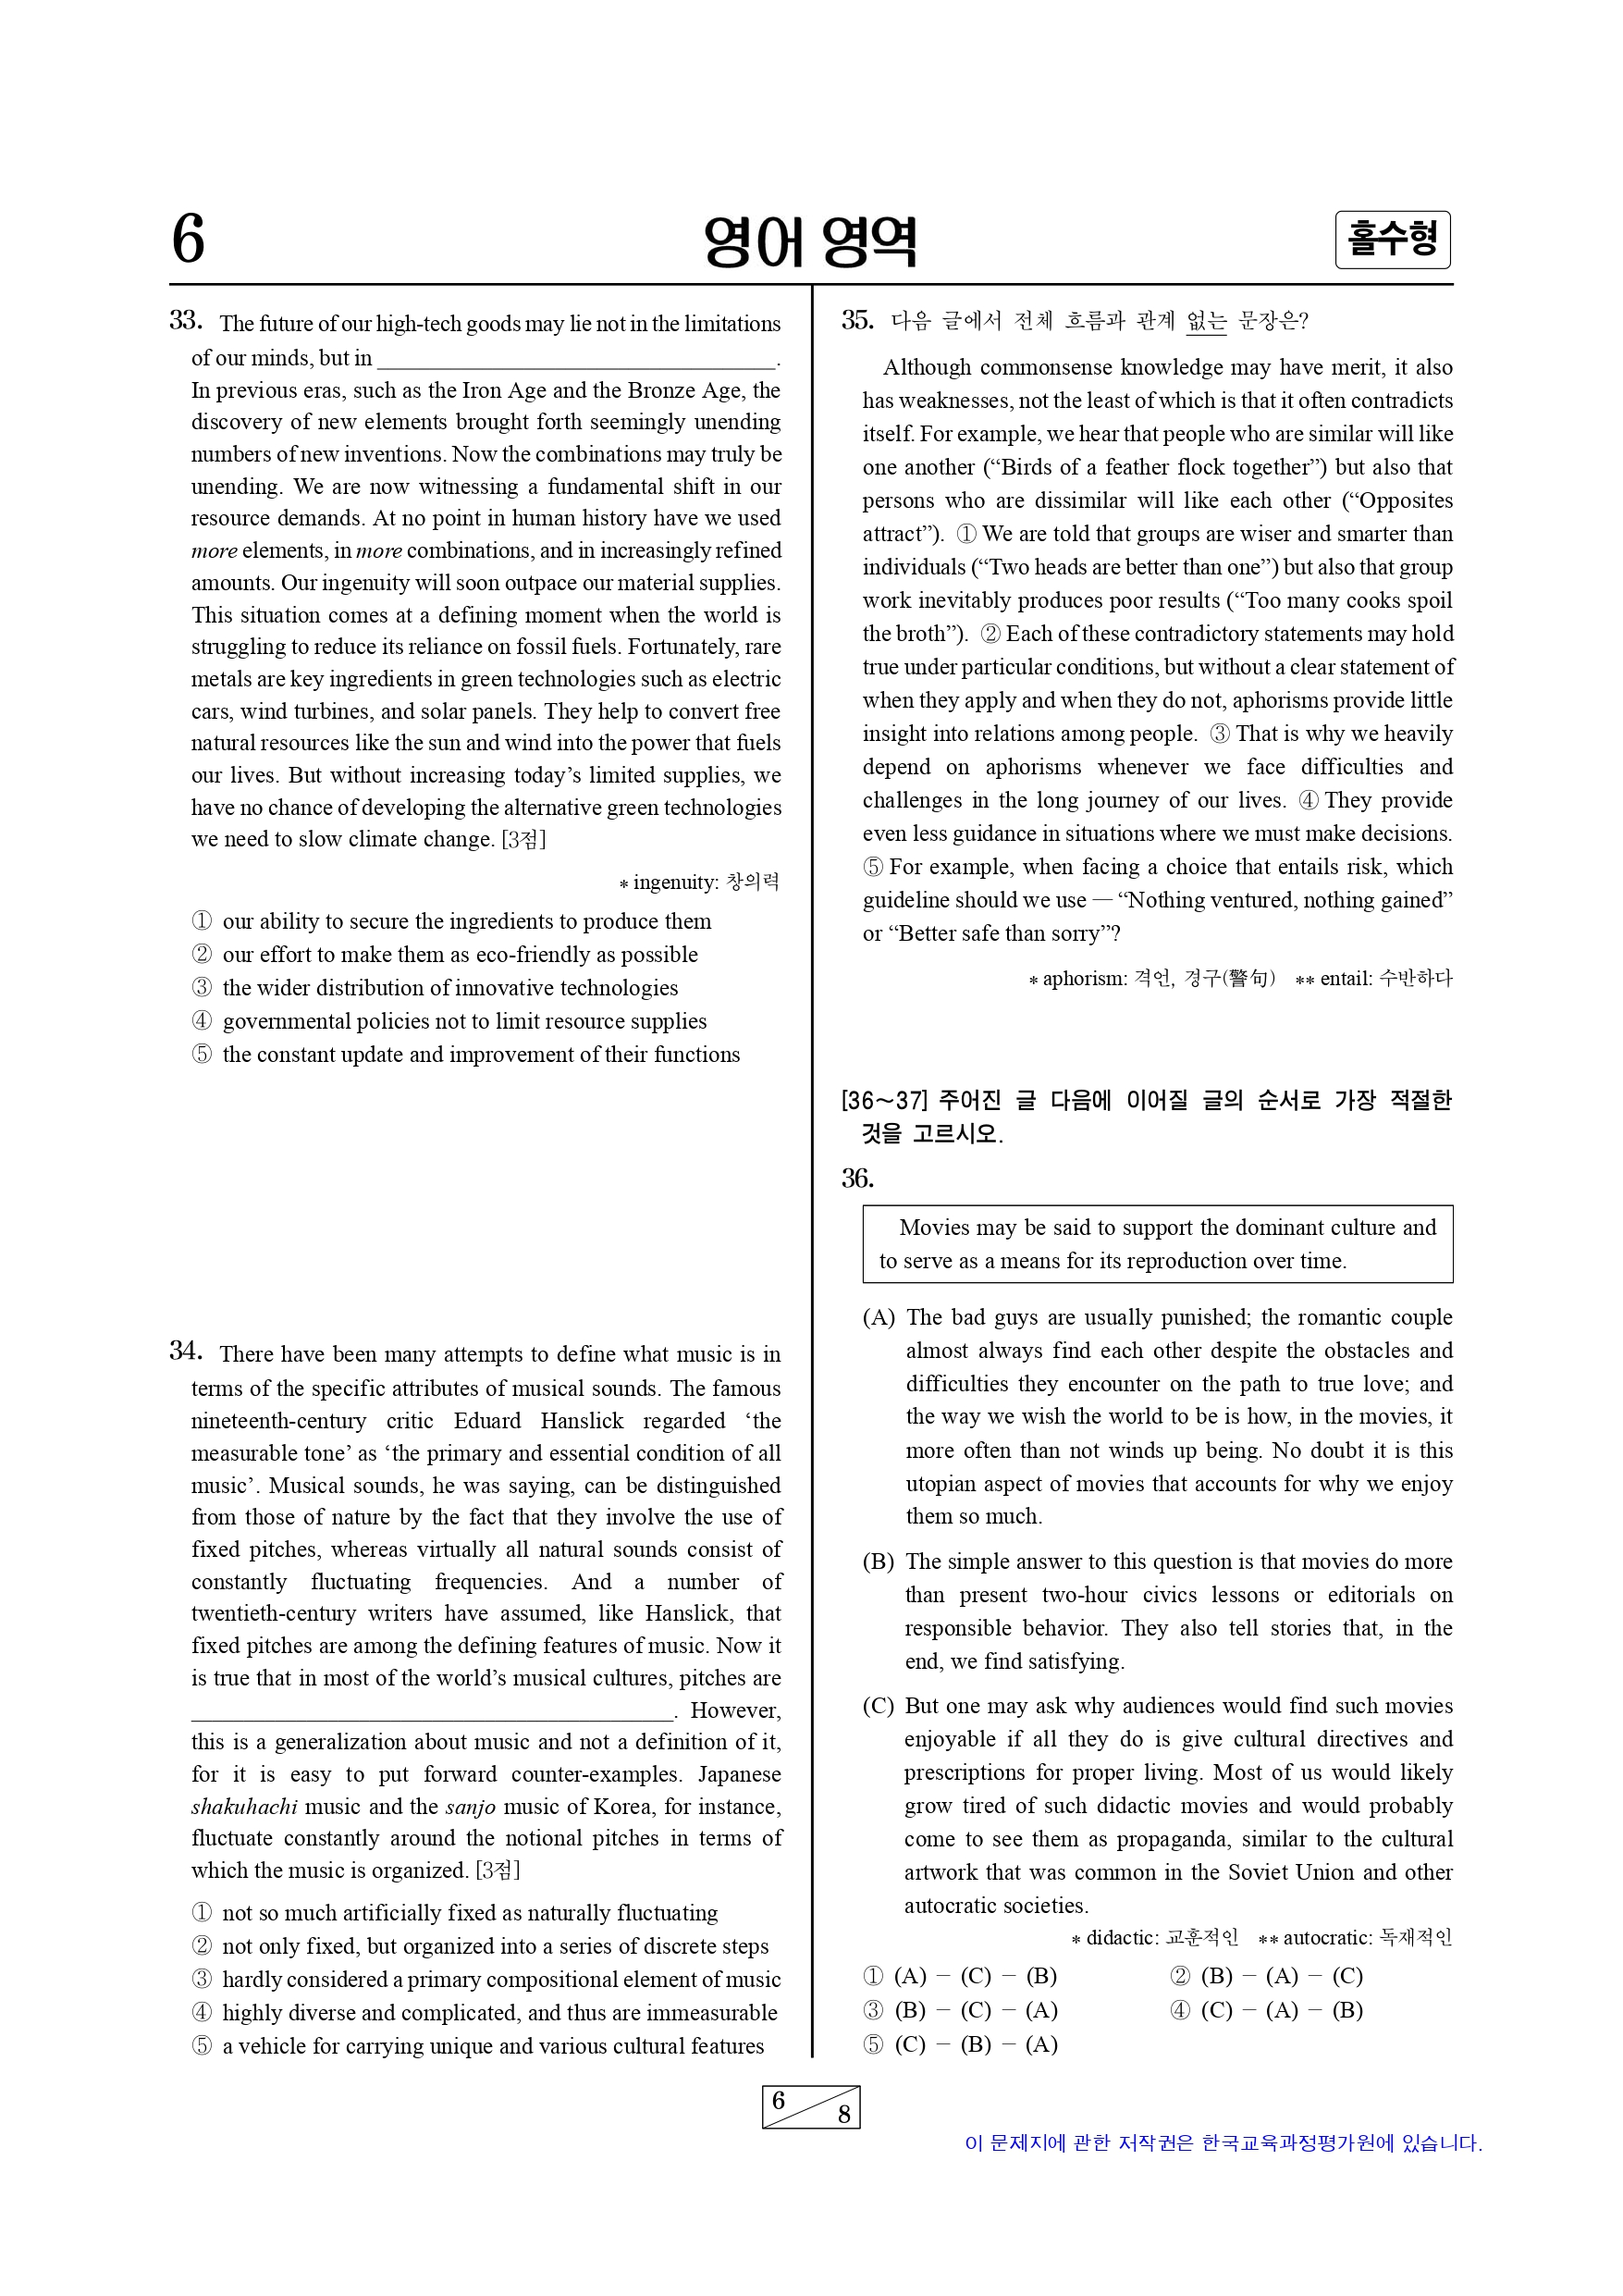 6
영어 영역
홀수형
33. The future of our high-tech goods may lie not in the limitations
of our minds, but in ______________________________.
In previous eras, such as the Iron Age and the Bronze Age, the
discovery of new elements brought forth seemingly unending
numbers of new inventions. Now the combinations may truly be
unending. We are now witnessing a fundamental shift in our
resource demands. At no point in human history have we used
more elements, in more combinations, and in increasingly refined
amounts. Our ingenuity will soon outpace our material supplies.
This situation comes at a defining moment when the world is
struggling to reduce its reliance on fossil fuels. Fortunately, rare
metals are key ingredients in green technologies such as electric
cars, wind turbines, and solar panels. They help to convert free
natural resources like the sun and wind into the power that fuels
our lives. But without increasing today’s limited supplies, we
have no chance of developing the alternative green technologies
we need to slow climate change. [3점]
* ingenuity: 창의력
① our ability to secure the ingredients to produce them
② our effort to make them as eco-friendly as possible
③ the wider distribution of innovative technologies
④ governmental policies not to limit resource supplies
⑤ the constant update and improvement of their functions
34. There have been many attempts to define what music is in
terms of the specific attributes of musical sounds. The famous
nineteenth-century critic Eduard Hanslick regarded ‘the
measurable tone’ as ‘the primary and essential condition of all
music’. Musical sounds, he was saying, can be distinguished
from those of nature by the fact that they involve the use of
fixed pitches, whereas virtually all natural sounds consist of
constantly fluctuating frequencies. And a number of
twentieth-century writers have assumed, like Hanslick, that
fixed pitches are among the defining features of music. Now it
is true that in most of the world’s musical cultures, pitches are
______________________________. However,
this is a generalization about music and not a definition of it,
for it is easy to put forward counter-examples. Japanese
shakuhachi music and the sanjo music of Korea, for instance,
fluctuate constantly around the notional pitches in terms of
which the music is organized. [3점]
① not so much artificially fixed as naturally fluctuating
② not only fixed, but organized into a series of discrete steps
③ hardly considered a primary compositional element of music
④ highly diverse and complicated, and thus are immeasurable
⑤ a vehicle for carrying unique and various cultural features
35. 다음 글에서 전체 흐름과 관계 없는 문장은?
Although commonsense knowledge may have merit, it also
has weaknesses, not the least of which is that it often contradicts
itself. For example, we hear that people who are similar will like
one another (“Birds of a feather flock together”) but also that
persons who are dissimilar will like each other (“Opposites
attract”). ① We are told that groups are wiser and smarter than
individuals (“Two heads are better than one”) but also that group
work inevitably produces poor results (“Too many cooks spoil
the broth”). ② Each of these contradictory statements may hold
true under particular conditions, but without a clear statement of
when they apply and when they do not, aphorisms provide little
insight into relations among people. ③ That is why we heavily
depend on aphorisms whenever we face difficulties and
challenges in the long journey of our lives. ④ They provide
even less guidance in situations where we must make decisions.
⑤ For example, when facing a choice that entails risk, which
guideline should we use — “Nothing ventured, nothing gained”
or “Better safe than sorry”?
* aphorism: 격언, 경구(警句) ** entail: 수반하다
[36～37] 주어진 글 다음에 이어질 글의 순서로 가장 적절한
것을 고르시오.
36.
Movies may be said to support the dominant culture and
to serve as a means for its reproduction over time.
(A) The bad guys are usually punished; the romantic couple
almost always find each other despite the obstacles and
difficulties they encounter on the path to true love; and
the way we wish the world to be is how, in the movies, it
more often than not winds up being. No doubt it is this
utopian aspect of movies that accounts for why we enjoy
them so much.
(B) The simple answer to this question is that movies do more
than present two-hour civics lessons or editorials on
responsible behavior. They also tell stories that, in the
end, we find satisfying.
(C) But one may ask why audiences would find such movies
enjoyable if all they do is give cultural directives and
prescriptions for proper living. Most of us would likely
grow tired of such didactic movies and would probably
come to see them as propaganda, similar to the cultural
artwork that was common in the Soviet Union and other
autocratic societies.
* didactic: 교훈적인 ** autocratic: 독재적인
① (A) － (C) － (B) ② (B) － (A) － (C)
③ (B) － (C) － (A) ④ (C) － (A) － (B)
⑤ (C) － (B) － (A)
6
8
이 문제지에 관한 저작권은 한국교육과정평가원에 있습니다.